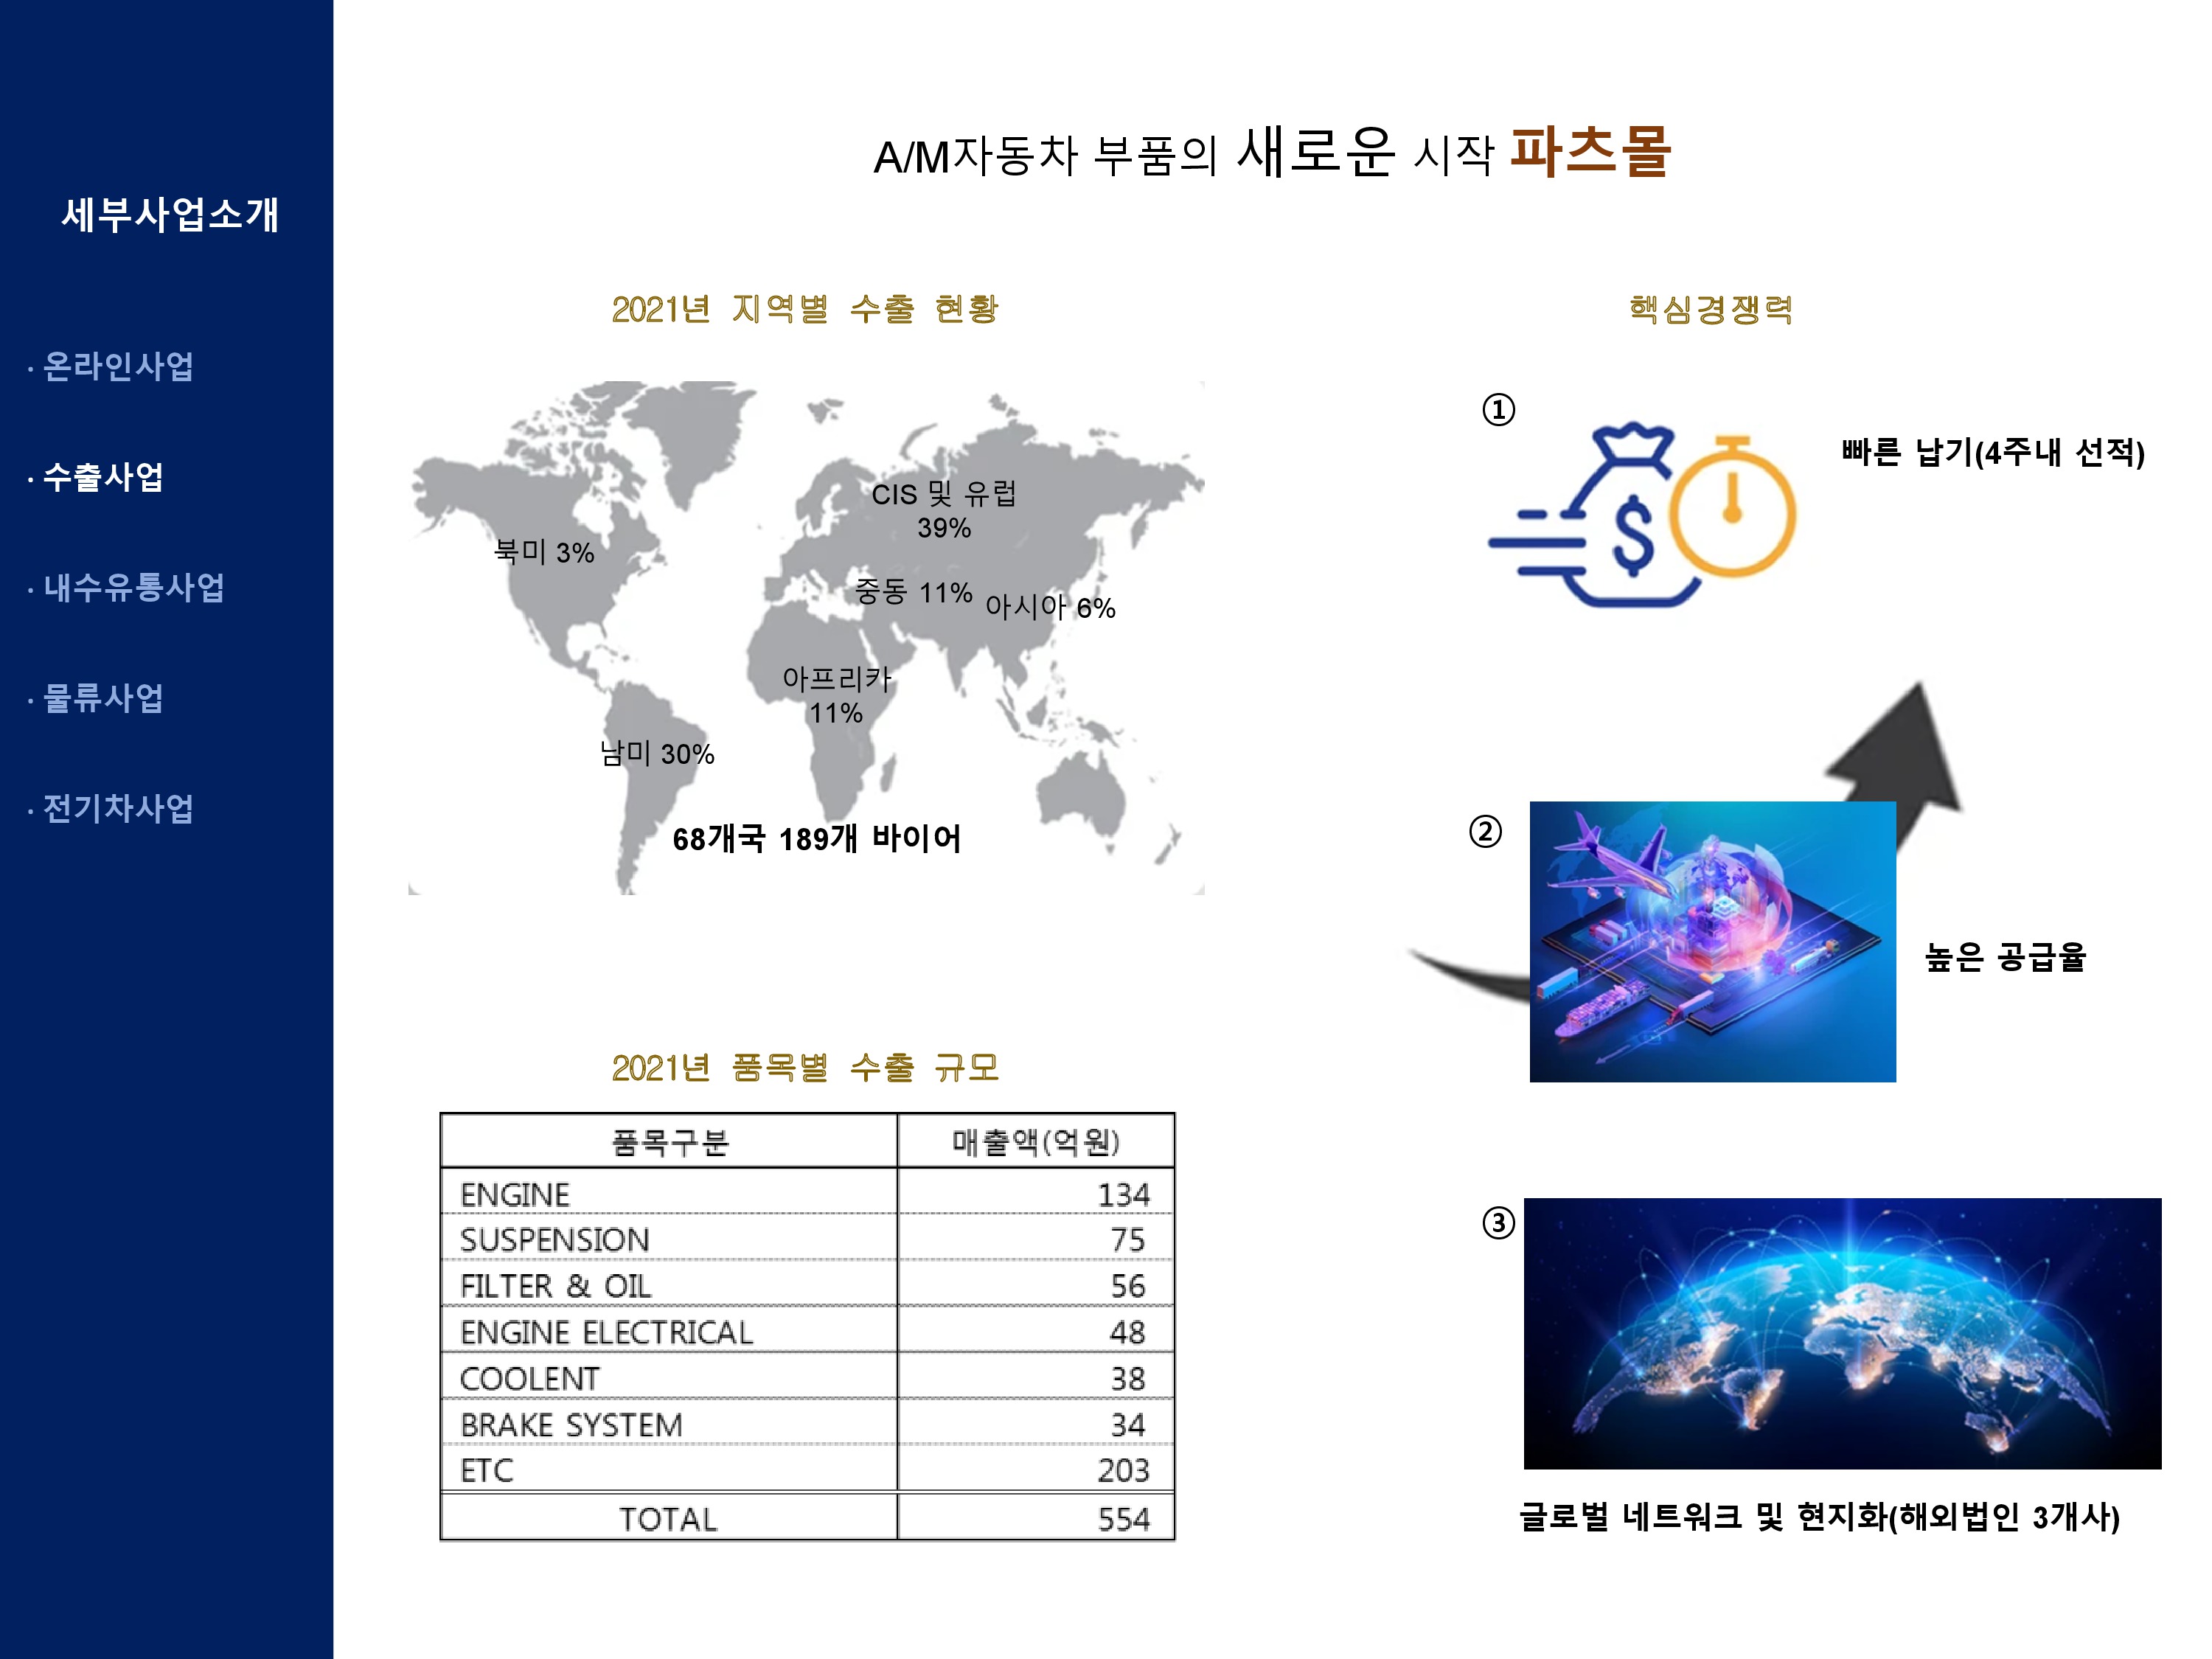 세부사업소개
· 온라인사업
· 수출사업
· 내수유통사업
· 물류사업
· 전기차사업
A/M자동차 부품의 새로운 시작 파츠몰
2021년 지역별 수출 현황
북미 3%
CIS 및 유럽
39%
중동 11%
아시아 6%
아프리카
11%
남미 30%
68개국 189개 바이어
2021년 품목별 수출 규모
품목구분 매출액(억원)
ENGINE 134
SUSPENSION 75
FILTER & OIL 56
ENGINE ELECTRICAL 48
COOLENT 38
BRAKE SYSTEM 34
ETC 203
TOTAL 554
핵심경쟁력
①
빠른 납기(4주내 선적)
$
②
높은 공급율
③
글로벌 네트워크 및 현지화(해외법인 3개사)